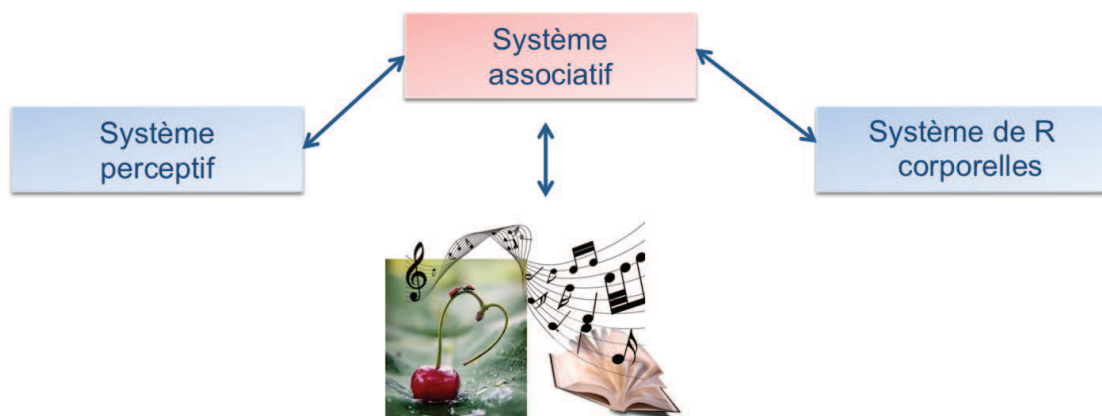 Système
associatif
Système
perceptif
Système de R
corporelles